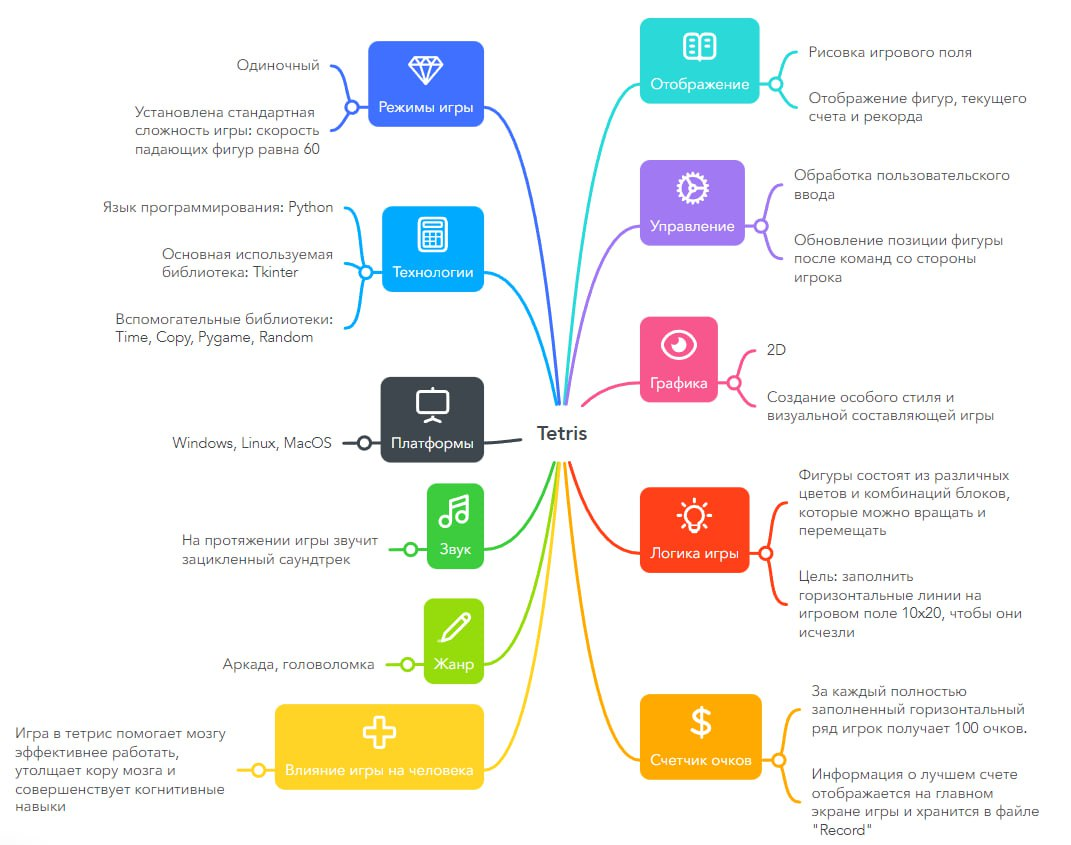 Tetris
Режимы игры
Одиночный
Установлена стандартная
сложность игры: скорость
падающих фигур равна 60
Технологии
Язык программирования: Python
Основная используемая
библиотека: Tkinter
Вспомогательные библиотеки:
Time, Copy, Pygame, Random
Платформы
Windows, Linux, MacOS
Звук
На протяжении игры звучит
зацикленный саундтрек
Жанр
Аркада, головоломка
Влияние игры на человека
Игра в тетрис помогает мозгу
эффективнее работать,
утолщает кору мозга и
совершенствует когнитивные
навыки
Отображение
Рисовка игрового поля
Отображение фигур, текущего
счета и рекорда
Управление
Обработка пользовательского
ввода
Обновление позиции фигуры
после команд со стороны
игрока
Графика
2D
Создание особого стиля и
визуальной составляющей игры
Логика игры
Фигуры состоят из различных
цветов и комбинаций блоков,
которые можно вращать и
перемещать
Цель: заполнить
горизонтальные линии на
игровом поле 10x20, чтобы они
исчезли
Счетчик очков
За каждый полностью
заполненный горизонтальный
ряд игрок получает 100 очков.
Информация о лучшем счете
отображается на главном
экране игры и хранится в файле
"Record"